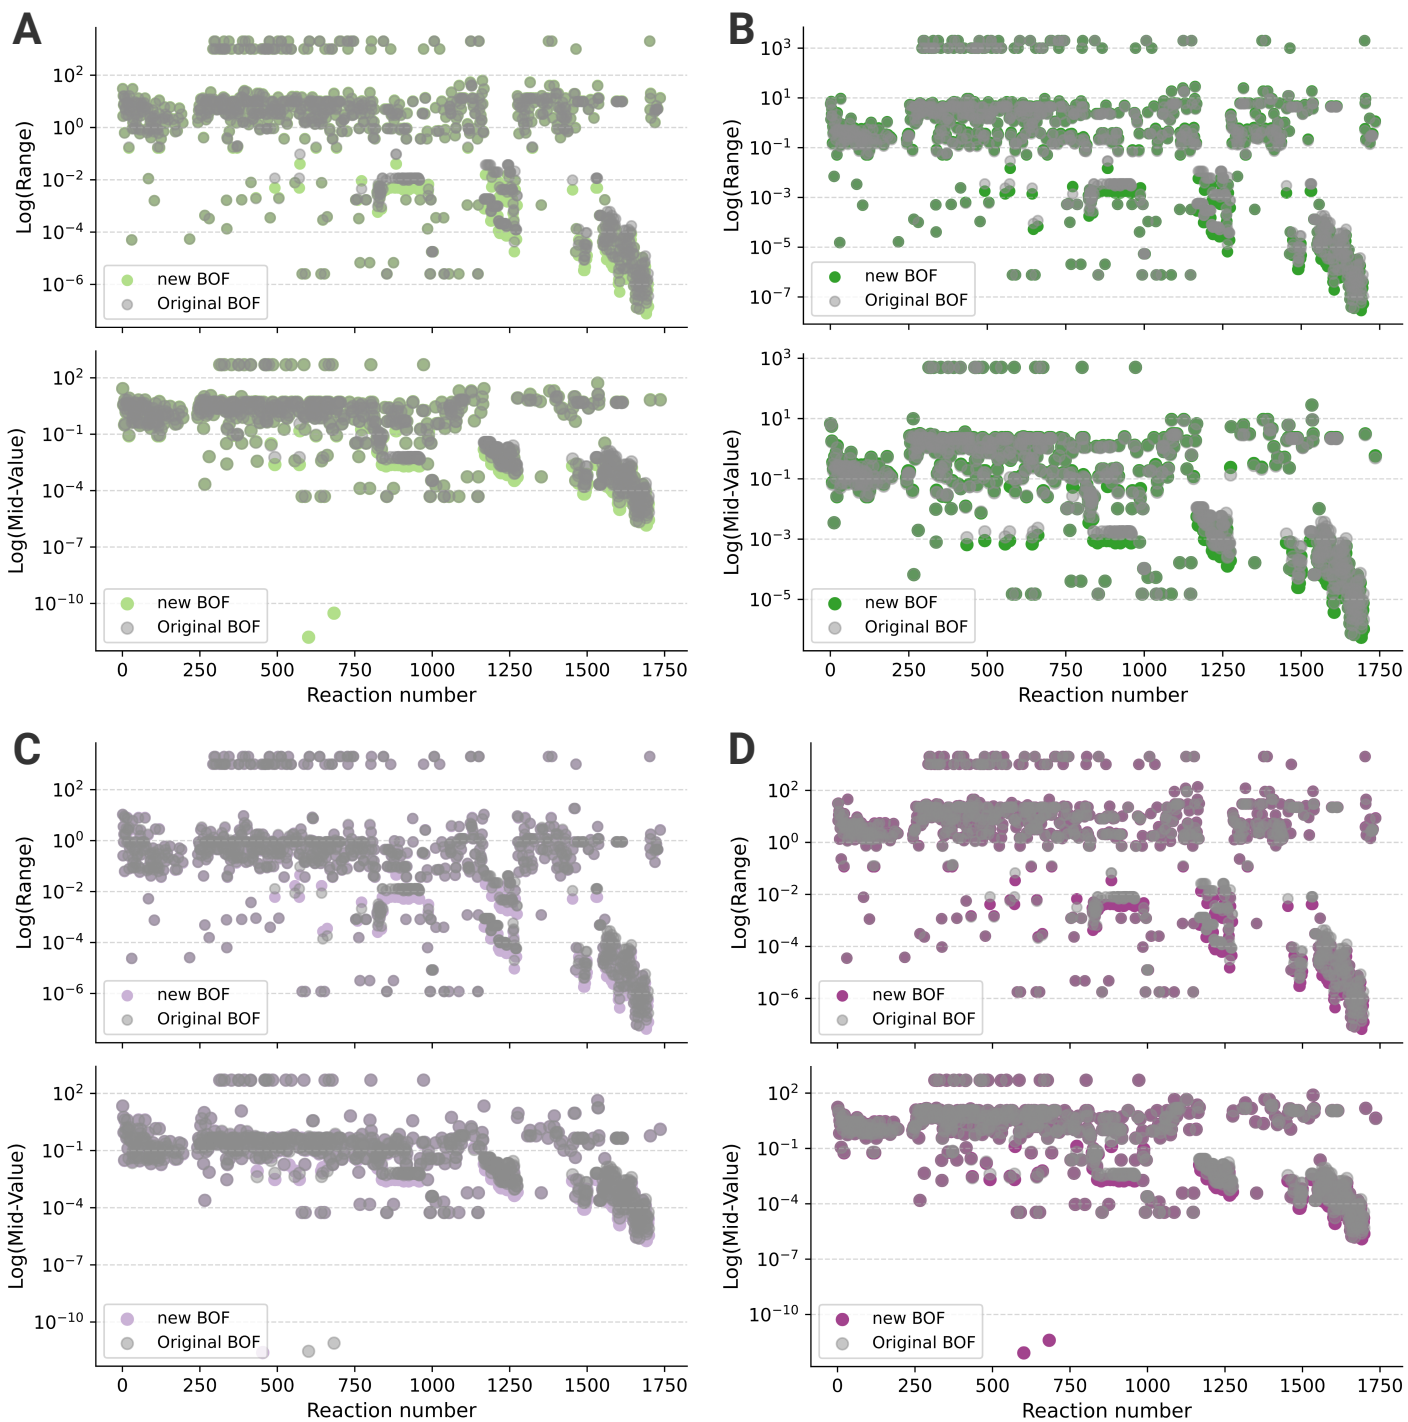 A
Log(Range)
10²
10⁰
10⁻²
10⁻⁴
10⁻⁶
new BOF
Original BOF
Log(Mid-Value)
10²
10⁻¹
10⁻⁴
10⁻⁷
10⁻¹⁰
new BOF
Original BOF
0 250 500 750 1000 1250 1500 1750
Reaction number
B
Log(Range)
10³
10¹
10⁻¹
10⁻³
10⁻⁵
10⁻⁷
new BOF
Original BOF
Log(Mid-Value)
10³
10¹
10⁻¹
10⁻³
10⁻⁵
new BOF
Original BOF
0 250 500 750 1000 1250 1500 1750
Reaction number
C
Log(Range)
10²
10⁰
10⁻²
10⁻⁴
10⁻⁶
new BOF
Original BOF
Log(Mid-Value)
10²
10⁻¹
10⁻⁴
10⁻⁷
10⁻¹⁰
new BOF
Original BOF
0 250 500 750 1000 1250 1500 1750
Reaction number
D
Log(Range)
10²
10⁰
10⁻²
10⁻⁴
10⁻⁶
new BOF
Original BOF
Log(Mid-Value)
10²
10⁻¹
10⁻⁴
10⁻⁷
10⁻¹⁰
new BOF
Original BOF
0 250 500 750 1000 1250 1500 1750
Reaction number